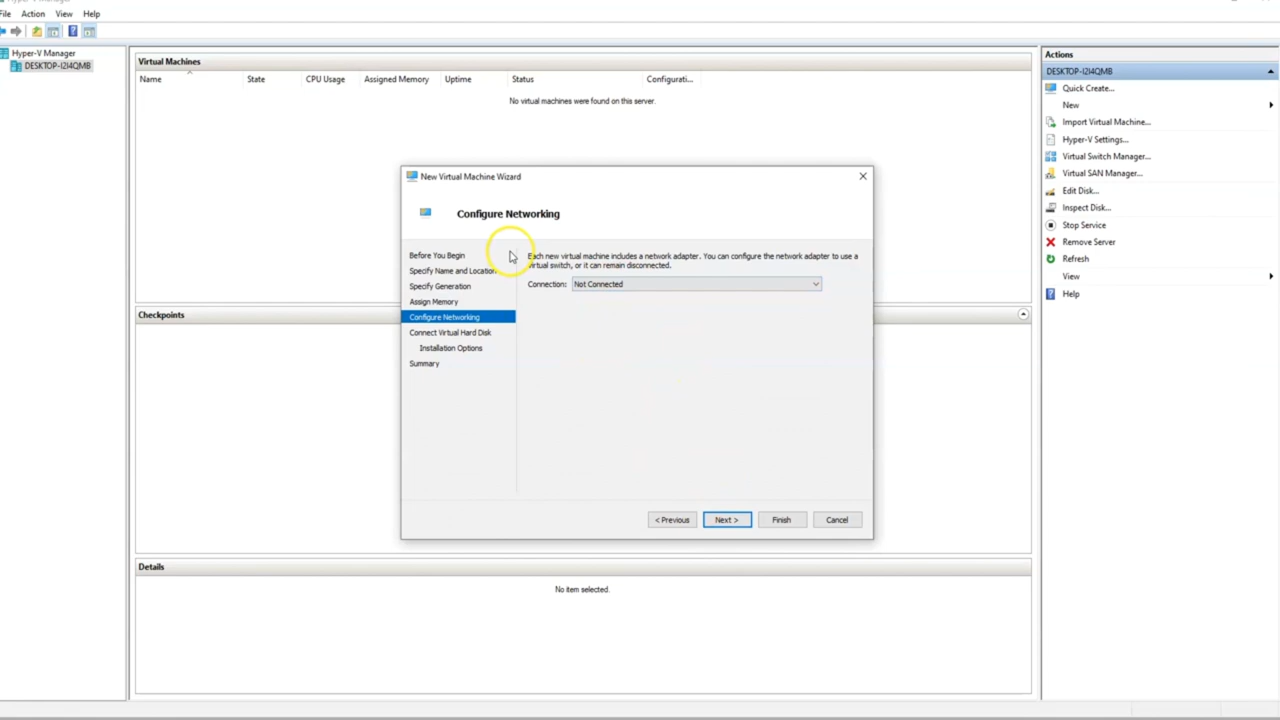 File Action View Help
Hyper-V Manager
DESKTOP-I2I4QMB
Virtual Machines
Name State CPU Usage Assigned Memory Uptime Status Configurati...
No virtual machines were found on this server.
New Virtual Machine Wizard
Configure Networking
Before You Begin
Specify Name and Location
Specify Generation
Assign Memory
Configure Networking
Connect Virtual Hard Disk
Installation Options
Summary
Each new virtual machine includes a network adapter. You can configure the network adapter to use a
virtual switch, or it can remain disconnected.
Connection: Not Connected
< Previous Next > Finish Cancel
Checkpoints
Details
No item selected.
Actions
DESKTOP-I2I4QMB
Quick Create...
New
Import Virtual Machine...
Hyper-V Settings...
Virtual Switch Manager...
Virtual SAN Manager...
Edit Disk...
Inspect Disk...
Stop Service
Remove Server
Refresh
View
Help